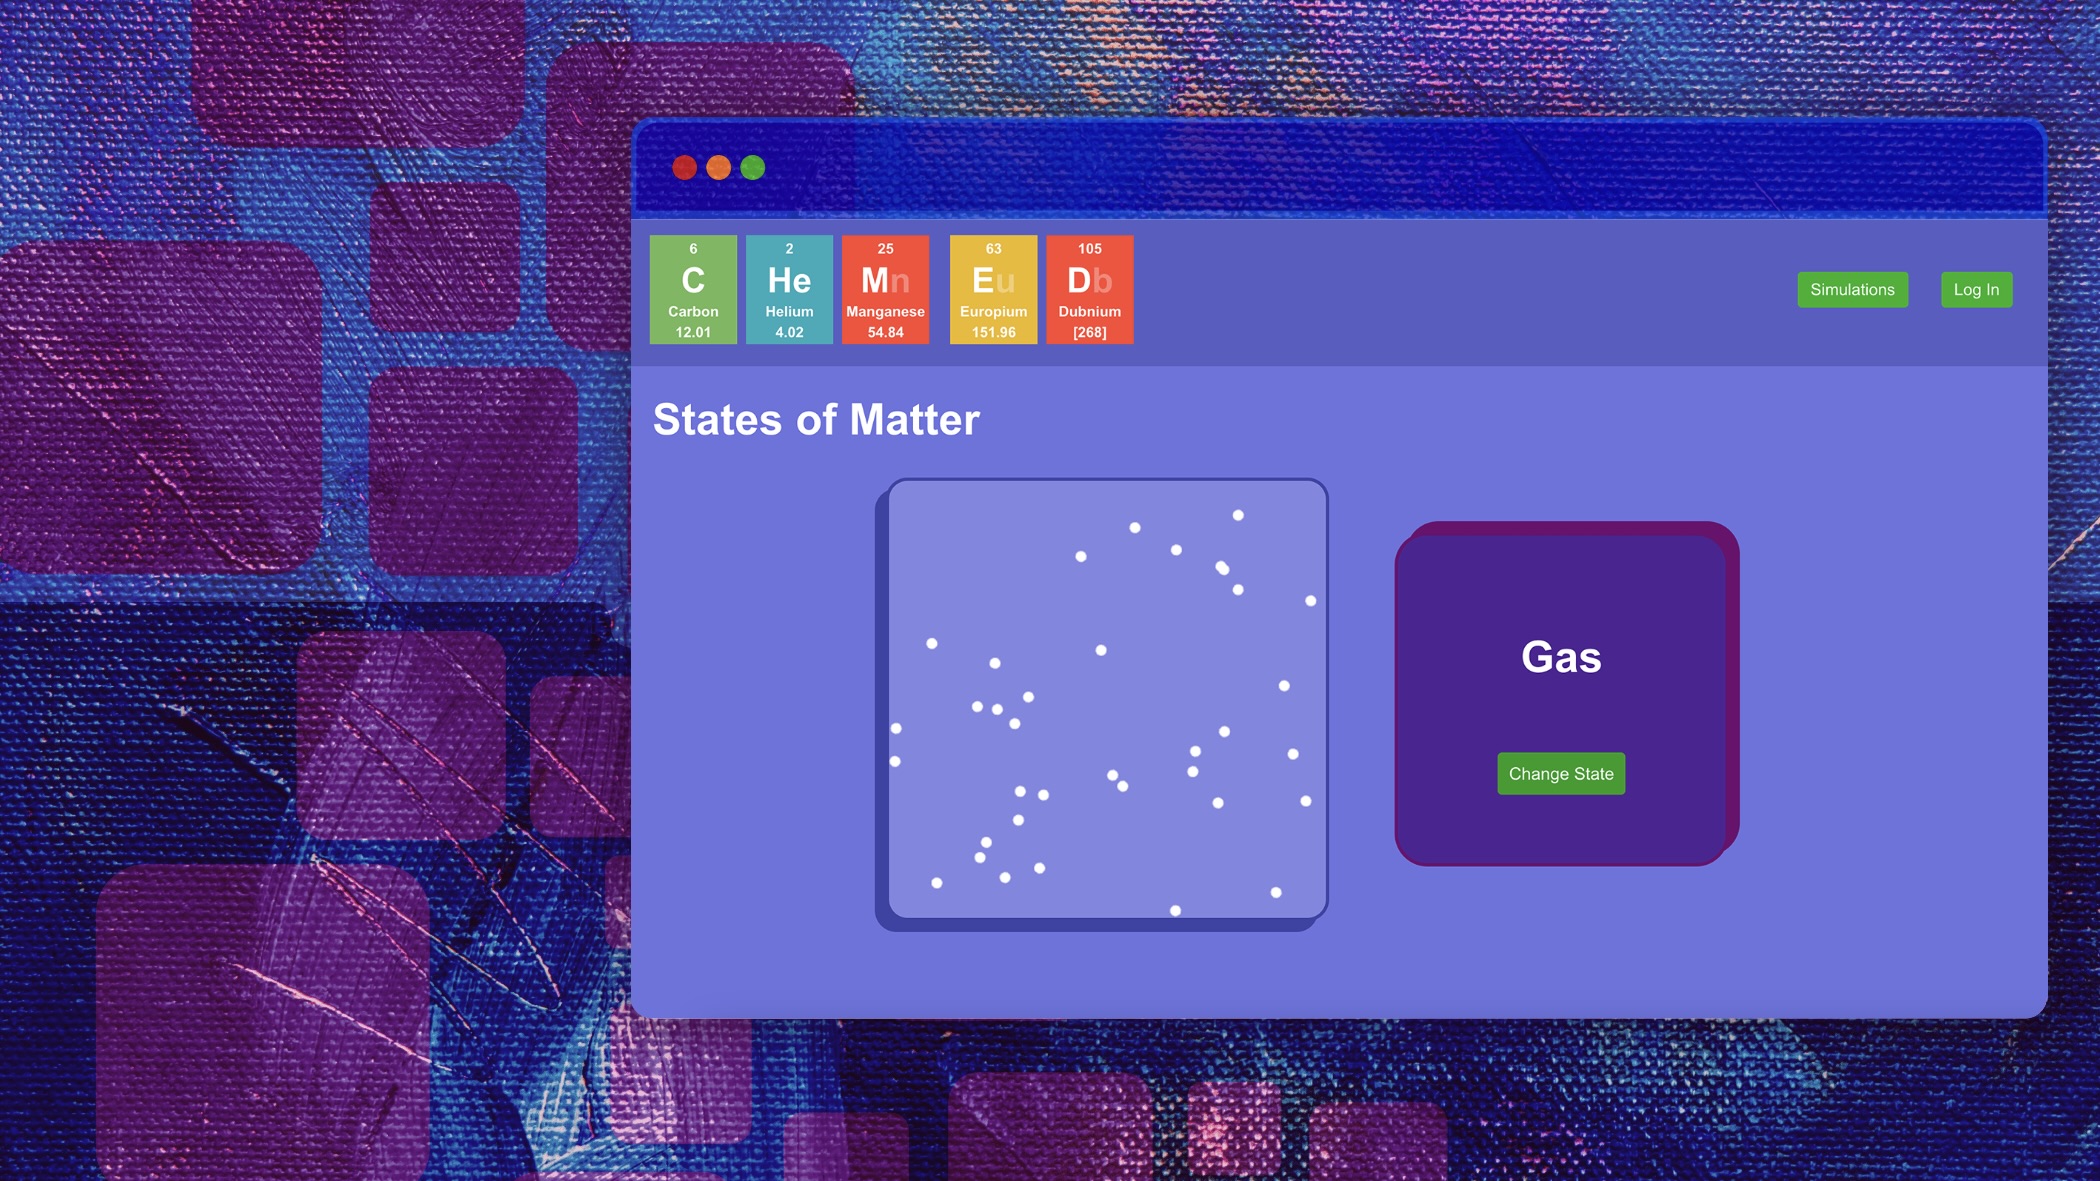 6
C
Carbon
12.01
2
He
Helium
4.02
25
Mn
Manganese
54.84
63
Eu
Europium
151.96
105
Db
Dubnium
[268]
Simulations
Log In
States of Matter
Gas
Change State